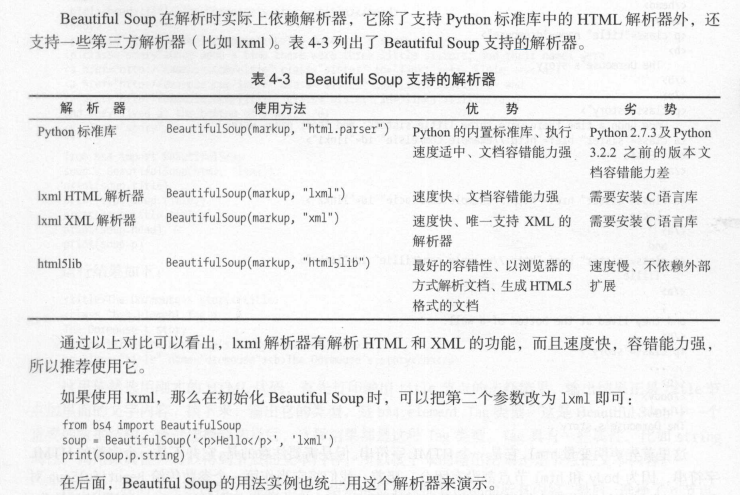 Beautiful Soup 在解析时实际上依赖解析器，它除了支持 Python 标准库中的 HTML 解析器外，还
支持一些第三方解析器（比如 lxml）。表 4-3 列出了 Beautiful Soup 支持的解析器。
表 4-3 Beautiful Soup 支持的解析器
解 析 器 使用方法 优 势 劣 势
Python 标准库 BeautifulSoup(markup, "html.parser") Python 的内置标准库、执行 Python 2.7.3 及 Python
速度适中、文档容错能力强 3.2.2 之前的版本文
档容错能力差
lxml HTML 解析器 BeautifulSoup(markup, "lxml") 速度快、文档容错能力强 需要安装 C 语言库
lxml XML 解析器 BeautifulSoup(markup, "xml") 速度快、唯一支持 XML 的 需要安装 C 语言库
解析器
html5lib BeautifulSoup(markup, "html5lib") 最好的容错性、以浏览器的 速度慢、不依赖外部
方式解析文档、生成 HTML5 扩展
格式的文档
通过以上对比可以看出，lxml 解析器有解析 HTML 和 XML 的功能，而且速度快，容错能力强，
所以推荐使用它。
如果使用 lxml，那么在初始化 Beautiful Soup 时，可以把第二个参数改为 lxml 即可：
from bs4 import BeautifulSoup
soup = BeautifulSoup('<p>Hello</p>', 'lxml')
print(soup.p.string)
在后面，Beautiful Soup 的用法实例也统一用这个解析器来演示。